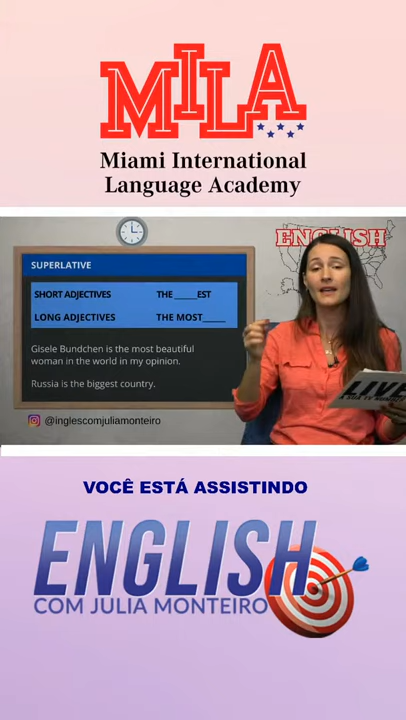 MILA
Miami International
Language Academy
ENGLISH
SUPERLATIVE
SHORT ADJECTIVES THE _____EST
LONG ADJECTIVES THE MOST_____
Gisele Bundchen is the most beautiful
woman in the world in my opinion.
Russia is the biggest country.
@inglescomjuliamonteiro
LIVE
VOCÊ ESTÁ ASSISTINDO
ENGLISH
COM JULIA MONTEIRO